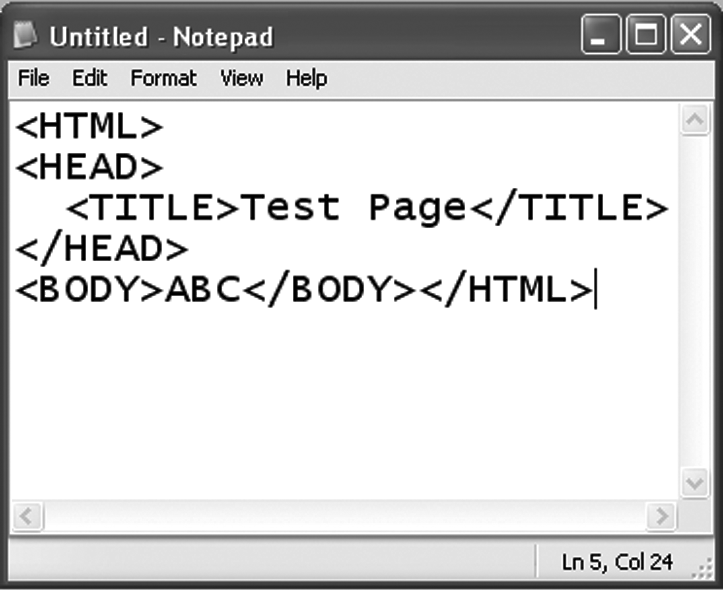 Untitled - Notepad
File Edit Format View Help
<HTML>
<HEAD>
  <TITLE>Test Page</TITLE>
</HEAD>
<BODY>ABC</BODY></HTML>
Ln 5, Col 24